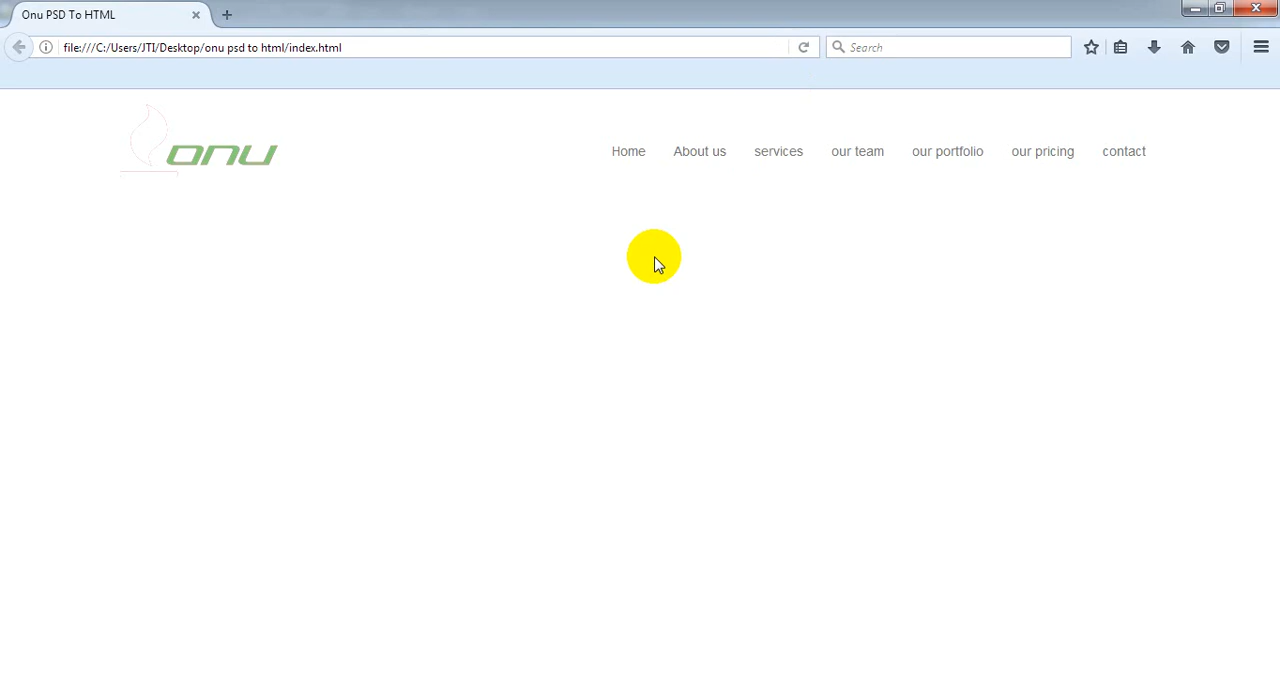 Onu PSD To HTML
file:///C:/Users/JTI/Desktop/onu psd to html/index.html
Search
onu
Home About us services our team our portfolio our pricing contact